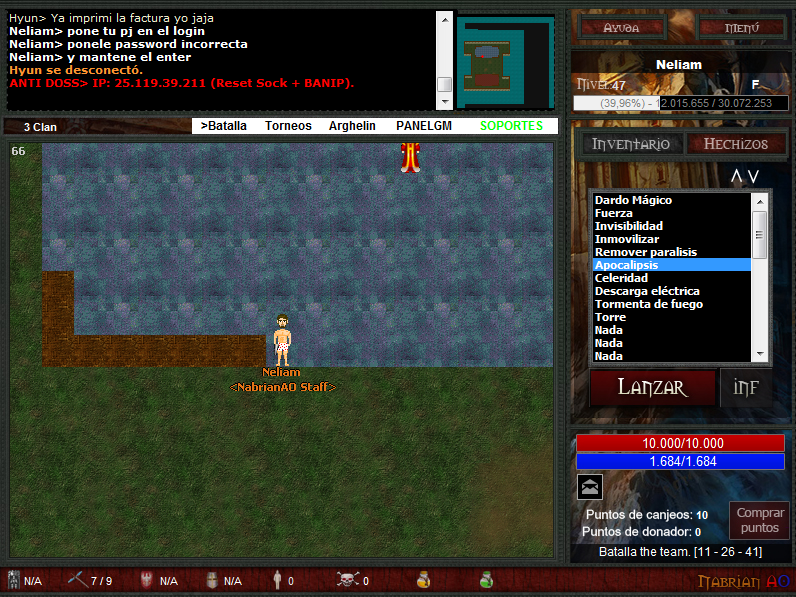 Hyun> Ya imprimi la factura yo jaja
Neliam> pone tu pj en el login
Neliam> ponele password incorrecta
Neliam> y mantene el enter
Hyun se desconectó.
ANTI DOSS> IP: 25.119.39.211 (Reset Sock + BANIP).
Ayuda
Menú
Neliam
Nivel: 47
F
(39,96%) - 12.015.655 / 30.072.253
3 Clan
>Batalla Torneos Arghelin PANELGM SOPORTES
66
Inventario
Hechizos
Dardo Mágico
Fuerza
Invisibilidad
Inmovilizar
Remover paralisis
Apocalipsis
Celeridad
Descarga eléctrica
Tormenta de fuego
Torre
Nada
Nada
Nada
Neliam
<NabrianAO Staff>
Lanzar
iNF
10.000/10.000
1.684/1.684
Puntos de canjeos: 10
Puntos de donador: 0
Comprar
puntos
Batalla the team. [11 - 26 - 41]
N/A 7 / 9 N/A N/A 0 0
Nabrian AO